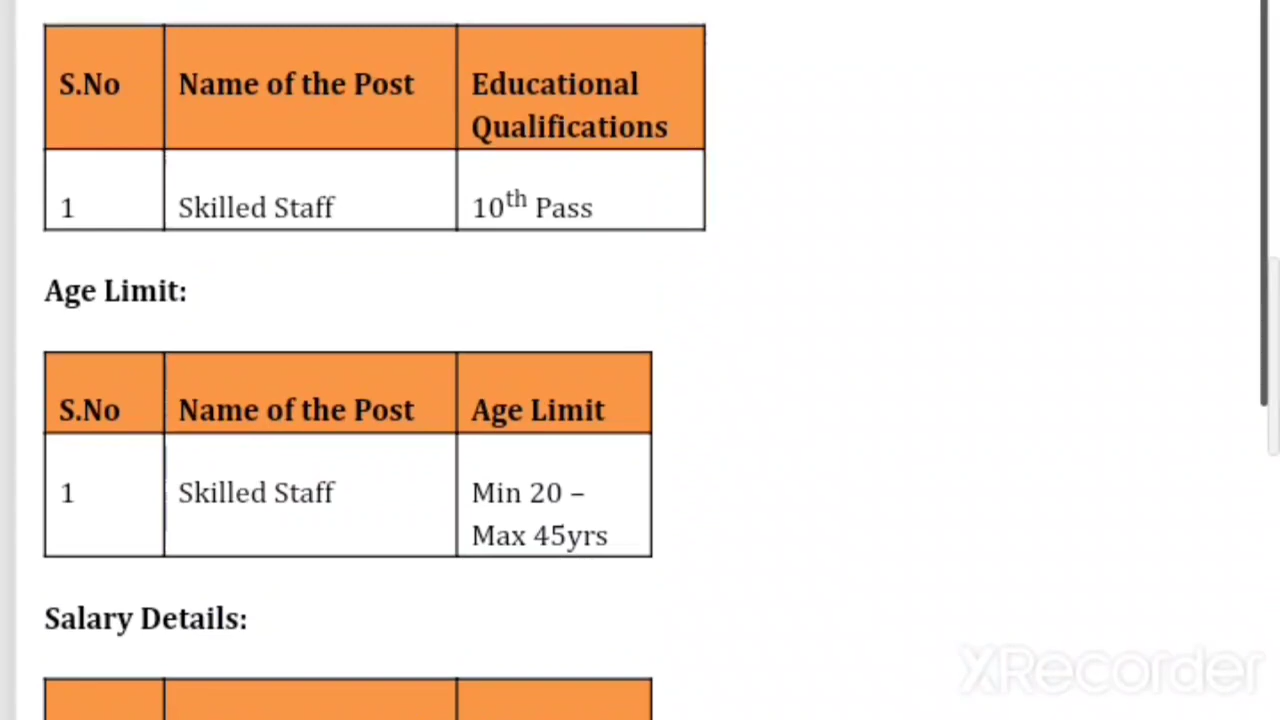 S.No Name of the Post Educational
Qualifications
1 Skilled Staff 10th Pass
Age Limit:
S.No Name of the Post Age Limit
1 Skilled Staff Min 20 –
Max 45yrs
Salary Details:
XRecorder